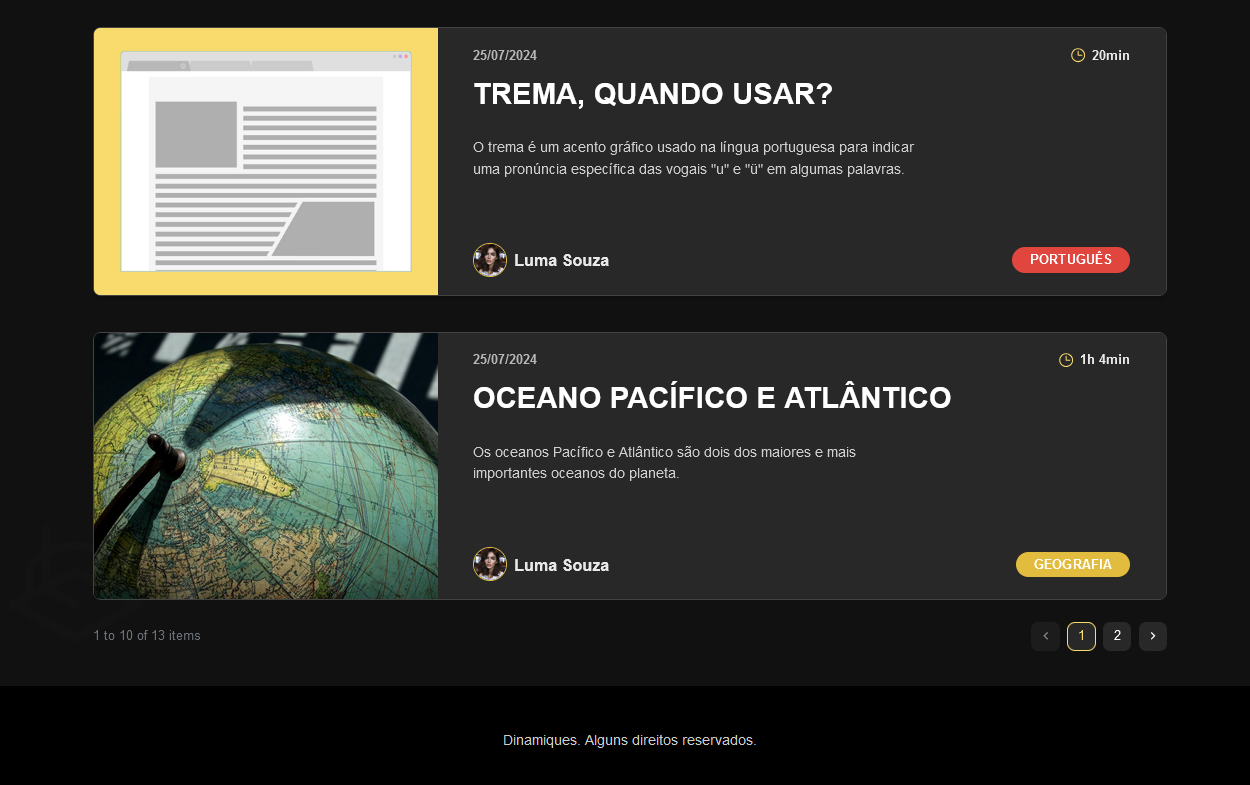 25/07/2024
20min
TREMA, QUANDO USAR?
O trema é um acento gráfico usado na língua portuguesa para indicar
uma pronúncia específica das vogais "u" e "ü" em algumas palavras.
Luma Souza
PORTUGUÊS
25/07/2024
1h 4min
OCEANO PACÍFICO E ATLÂNTICO
Os oceanos Pacífico e Atlântico são dois dos maiores e mais
importantes oceanos do planeta.
Luma Souza
GEOGRAFIA
1 to 10 of 13 items
1
2
Dinamiques. Alguns direitos reservados.